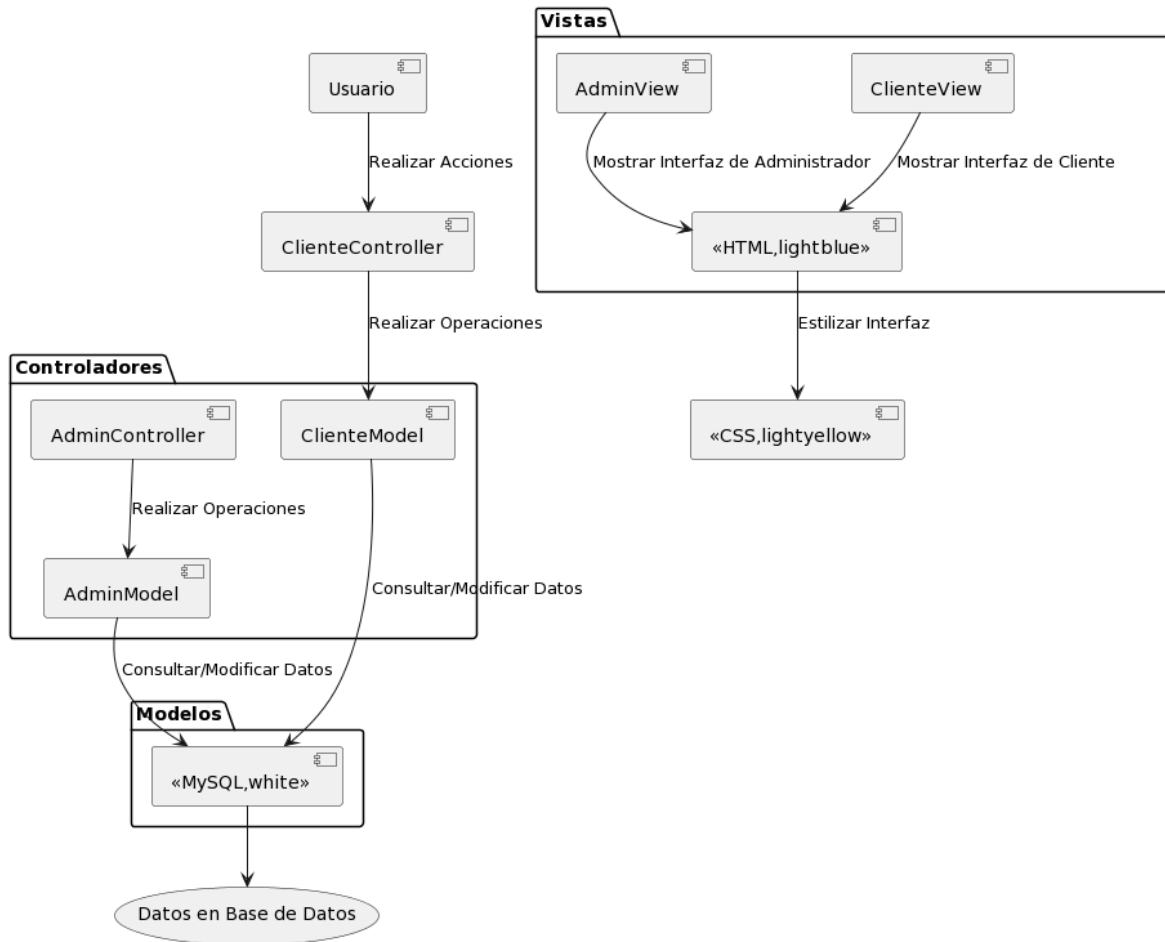 Vistas
Usuario
AdminView
ClienteView
Realizar Acciones
Mostrar Interfaz de Administrador
Mostrar Interfaz de Cliente
ClienteController
«HTML,lightblue»
Realizar Operaciones
Estilizar Interfaz
Controladores
AdminController
ClienteModel
«CSS,lightyellow»
Realizar Operaciones
AdminModel
Consultar/Modificar Datos
Consultar/Modificar Datos
Modelos
«MySQL,white»
Datos en Base de Datos